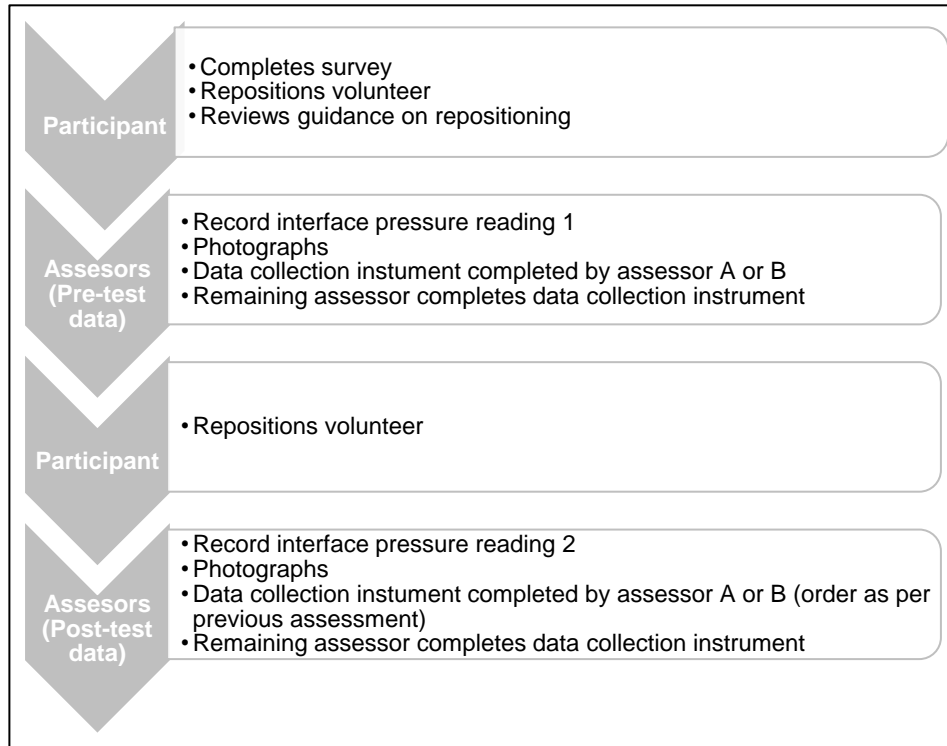 Participant
• Completes survey
• Repositions volunteer
• Reviews guidance on repositioning
Assesors
(Pre-test
data)
• Record interface pressure reading 1
• Photographs
• Data collection instument completed by assessor A or B
• Remaining assessor completes data collection instrument
Participant
• Repositions volunteer
Assesors
(Post-test
data)
• Record interface pressure reading 2
• Photographs
• Data collection instument completed by assessor A or B (order as per
previous assessment)
• Remaining assessor completes data collection instrument